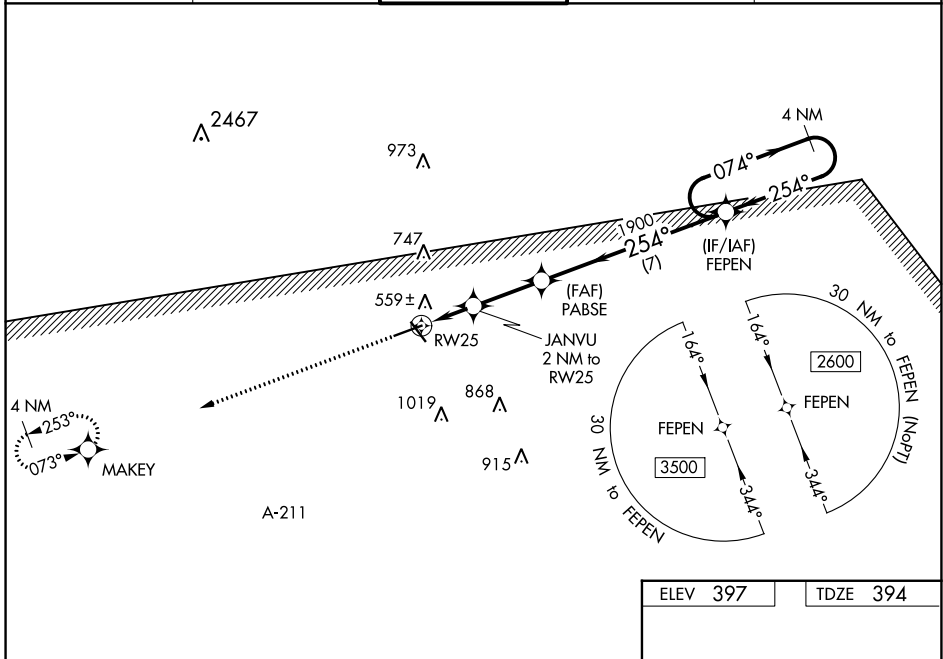 2467
4 NM
973
074°
254°
1900
747
254°
(7)
(IF/IAF)
FEPEN
559±
(FAF)
PABSE
RW25
JANVU
2 NM to
RW25
30 NM to FEPEN (NoPT)
164°
164°
2600
FEPEN
FEPEN
3500
344°
344°
30 NM to FEPEN
868
1019
915
4 NM
253°
073°
MAKEY
A-211
ELEV 397
TDZE 394